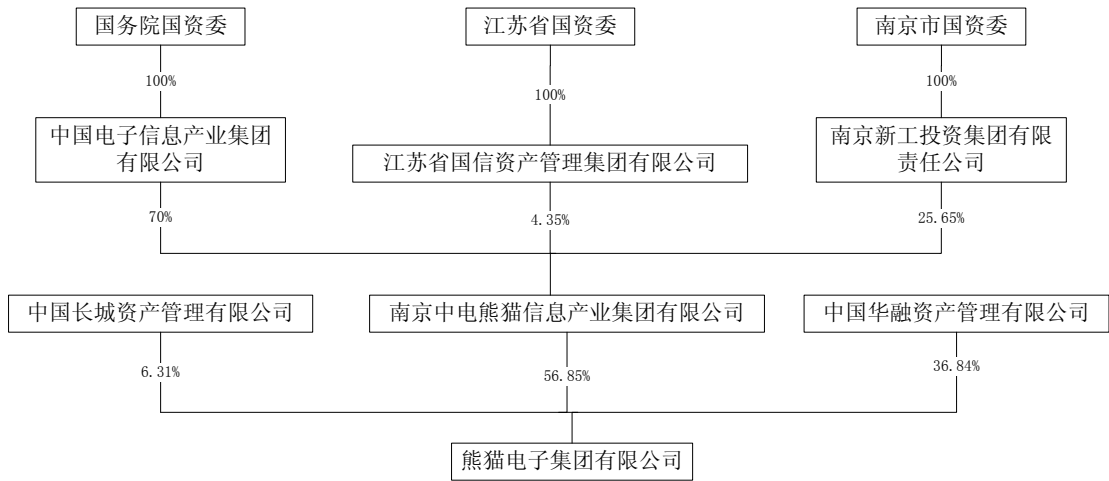 国务院国资委
江苏省国资委
南京市国资委
100%
100%
100%
中国电子信息产业集团
有限公司
江苏省国信资产管理集团有限公司
南京新工投资集团有限
责任公司
70%
4.35%
25.65%
中国长城资产管理有限公司
南京中电熊猫信息产业集团有限公司
中国华融资产管理有限公司
6.31%
56.85%
36.84%
熊猫电子集团有限公司